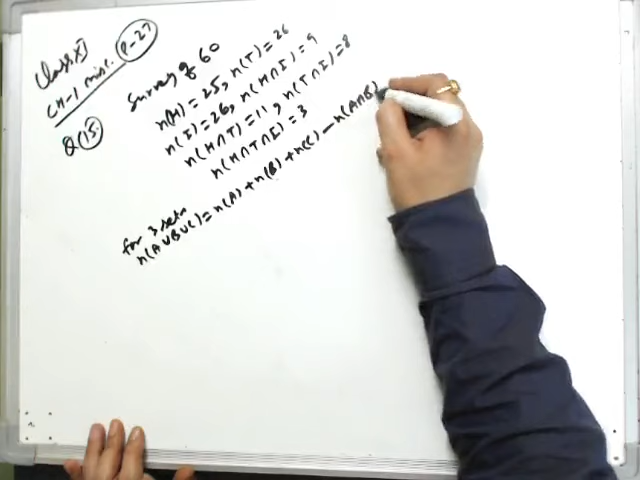 Class XI
CH-1 misc. P-27
Q 15.
Survey of 60
n(H) = 25, n(T) = 26
n(I) = 26, n(H∩I) = 9
n(H∩T) = 11, n(T∩I) = 8
n(H∩T∩I) = 3
for 3 sets
n(A∪B∪C) = n(A) + n(B) + n(C) − n(A∩B)